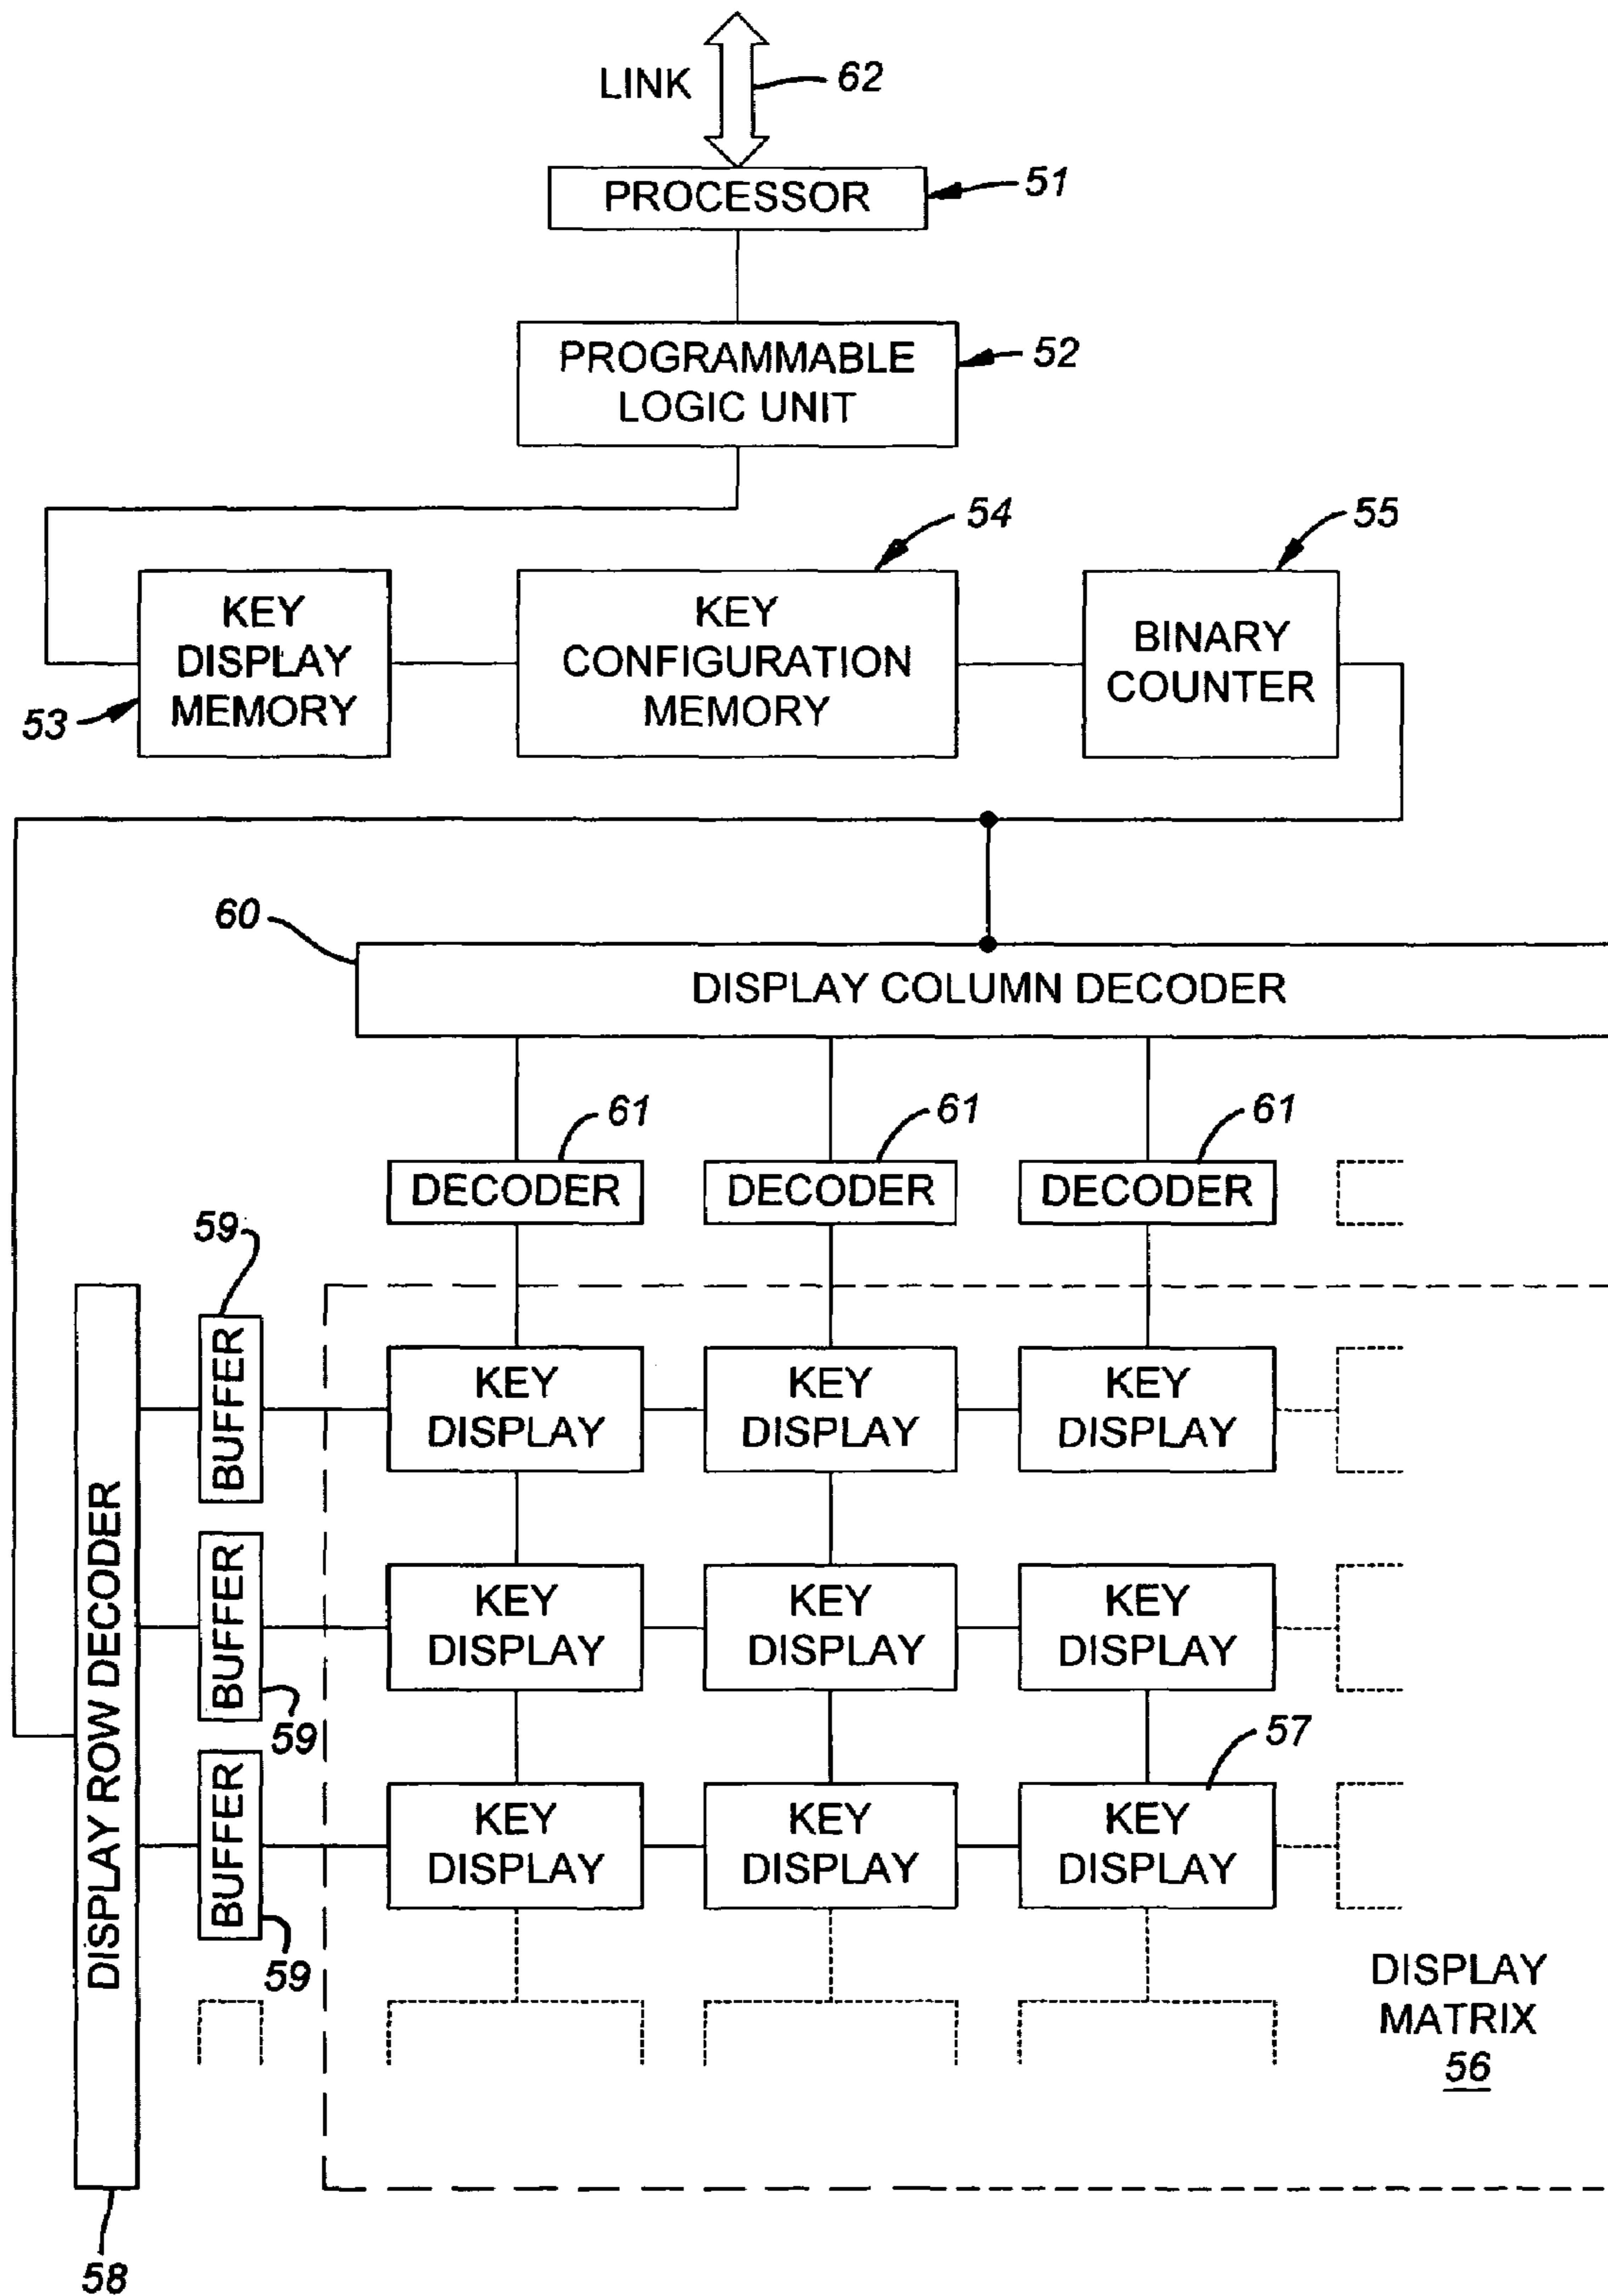 LINK
62
PROCESSOR
51
PROGRAMMABLE
LOGIC UNIT
52
54
55
KEY
DISPLAY
MEMORY
53
KEY
CONFIGURATION
MEMORY
BINARY
COUNTER
60
DISPLAY COLUMN DECODER
61
61
61
DECODER
DECODER
DECODER
59
BUFFER
KEY
DISPLAY
KEY
DISPLAY
KEY
DISPLAY
DISPLAY ROW DECODER
BUFFER
59
KEY
DISPLAY
KEY
DISPLAY
KEY
DISPLAY
57
BUFFER
59
KEY
DISPLAY
KEY
DISPLAY
KEY
DISPLAY
DISPLAY
MATRIX
56
58